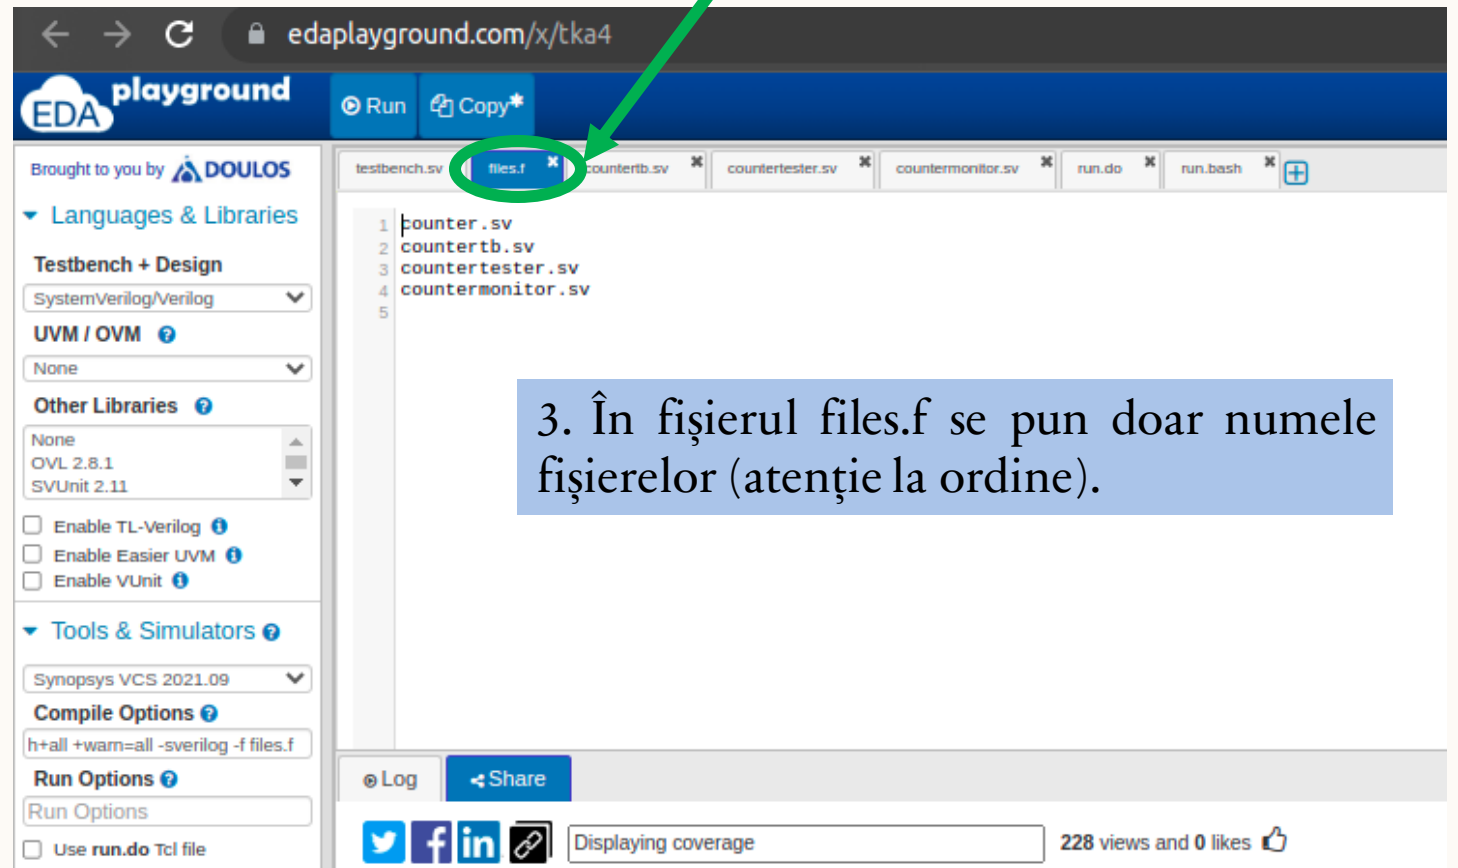 edaplayground.com/x/tka4
EDA playground
Run
Copy*
Brought to you by DOULOS
Languages & Libraries
Testbench + Design
SystemVerilog/Verilog
UVM / OVM
None
Other Libraries
None
OVL 2.8.1
SVUnit 2.11
Enable TL-Verilog
Enable Easier UVM
Enable VUnit
Tools & Simulators
Synopsys VCS 2021.09
Compile Options
h+all +warn=all -sverilog -f files.f
Run Options
Run Options
Use run.do Tcl file
testbench.sv
files.f
countertb.sv
countertester.sv
countermonitor.sv
run.do
run.bash
1 counter.sv
2 countertb.sv
3 countertester.sv
4 countermonitor.sv
5
3. În fișierul files.f se pun doar numele
fișierelor (atenție la ordine).
Log
Share
Displaying coverage
228 views and 0 likes